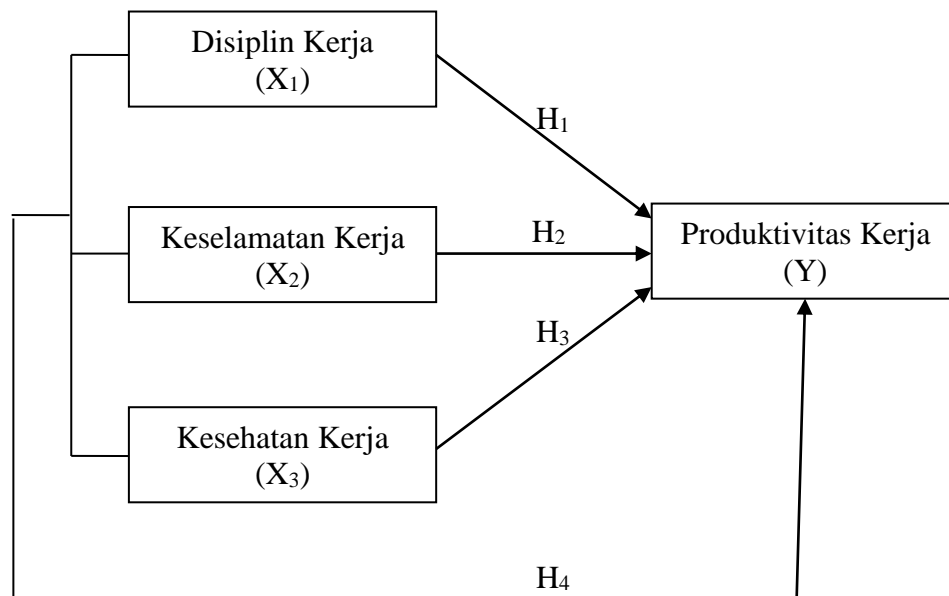 Disiplin Kerja
(X₁)
H₁
Keselamatan Kerja
(X₂)
H₂
Produktivitas Kerja
(Y)
H₃
Kesehatan Kerja
(X₃)
H₄